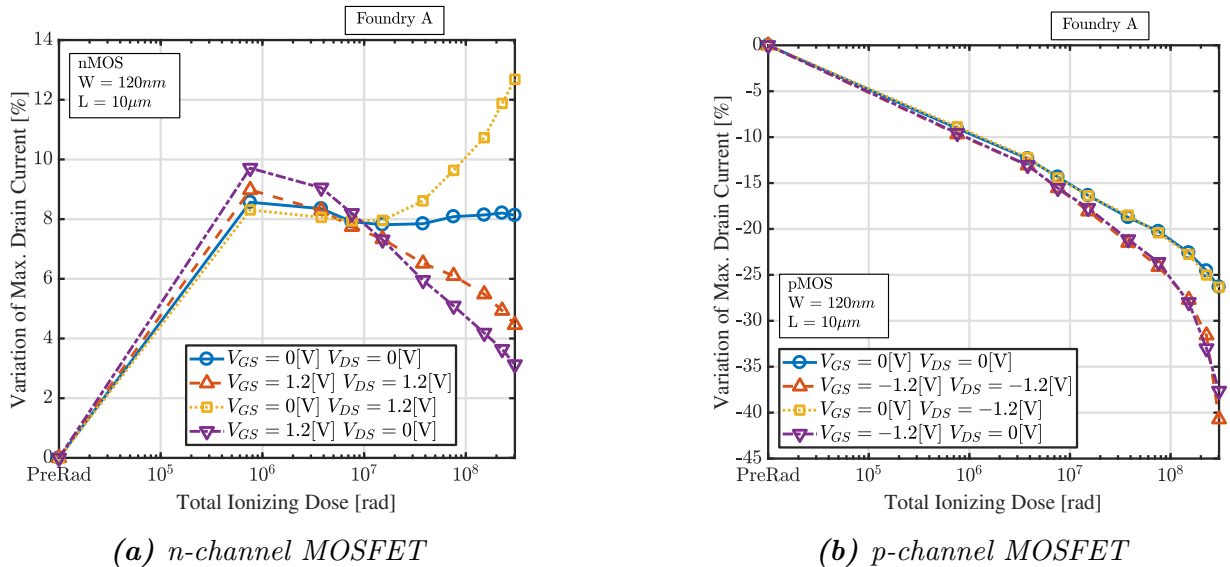 Foundry A
14
12
10
8
6
4
2
0
Variation of Max. Drain Current [%]
nMOS
W = 120nm
L = 10μm
V_GS = 0[V] V_DS = 0[V]
V_GS = 1.2[V] V_DS = 1.2[V]
V_GS = 0[V] V_DS = 1.2[V]
V_GS = 1.2[V] V_DS = 0[V]
PreRad 10^5 10^6 10^7 10^8
Total Ionizing Dose [rad]
(a) n-channel MOSFET
Foundry A
0
-5
-10
-15
-20
-25
-30
-35
-40
-45
Variation of Max. Drain Current [%]
pMOS
W = 120nm
L = 10μm
V_GS = 0[V] V_DS = 0[V]
V_GS = −1.2[V] V_DS = −1.2[V]
V_GS = 0[V] V_DS = −1.2[V]
V_GS = −1.2[V] V_DS = 0[V]
PreRad 10^5 10^6 10^7 10^8
Total Ionizing Dose [rad]
(b) p-channel MOSFET